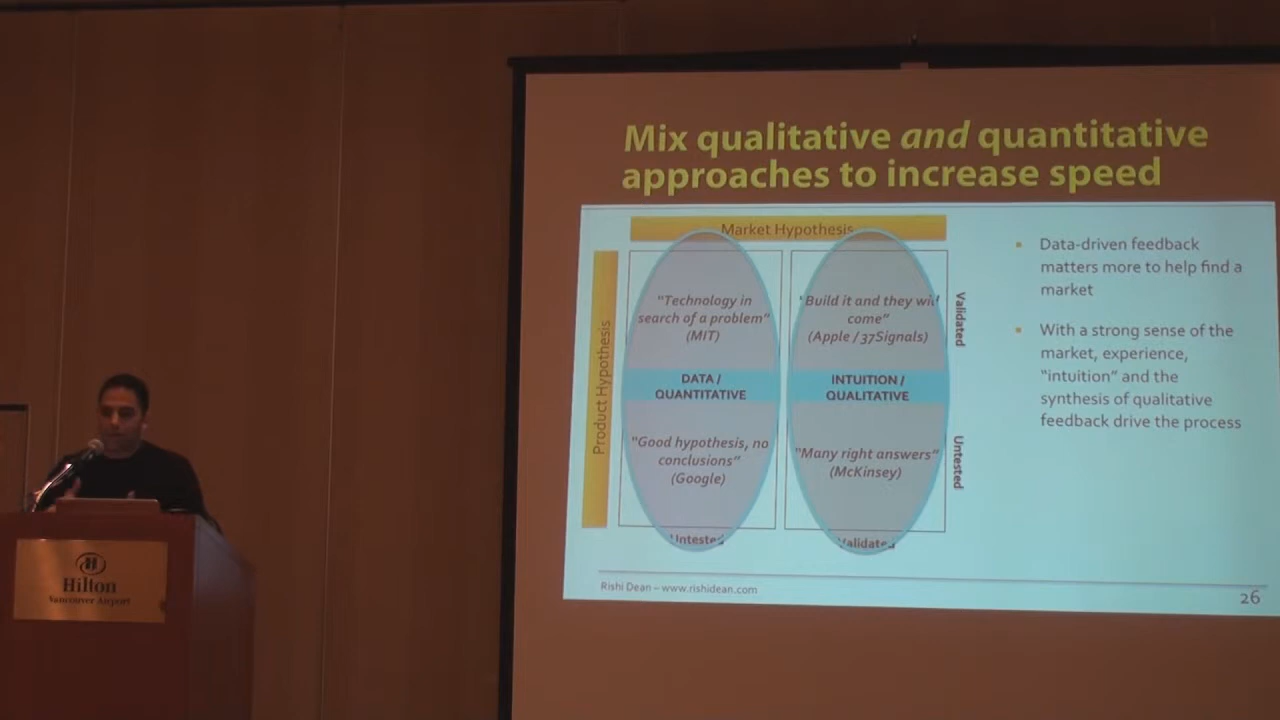 Mix qualitative and quantitative
approaches to increase speed
Market Hypothesis
Product Hypothesis
"Technology in
search of a problem"
(MIT)
"Build it and they will
come"
(Apple / 37Signals)
Validated
DATA /
QUANTITATIVE
INTUITION /
QUALITATIVE
"Good hypothesis, no
conclusions"
(Google)
"Many right answers"
(McKinsey)
Untested
Untested
Validated
Data-driven feedback
matters more to help find a
market
With a strong sense of the
market, experience,
"intuition" and the
synthesis of qualitative
feedback drive the process
Rishi Dean – www.rishidean.com
26
H
Hilton
Vancouver Airport